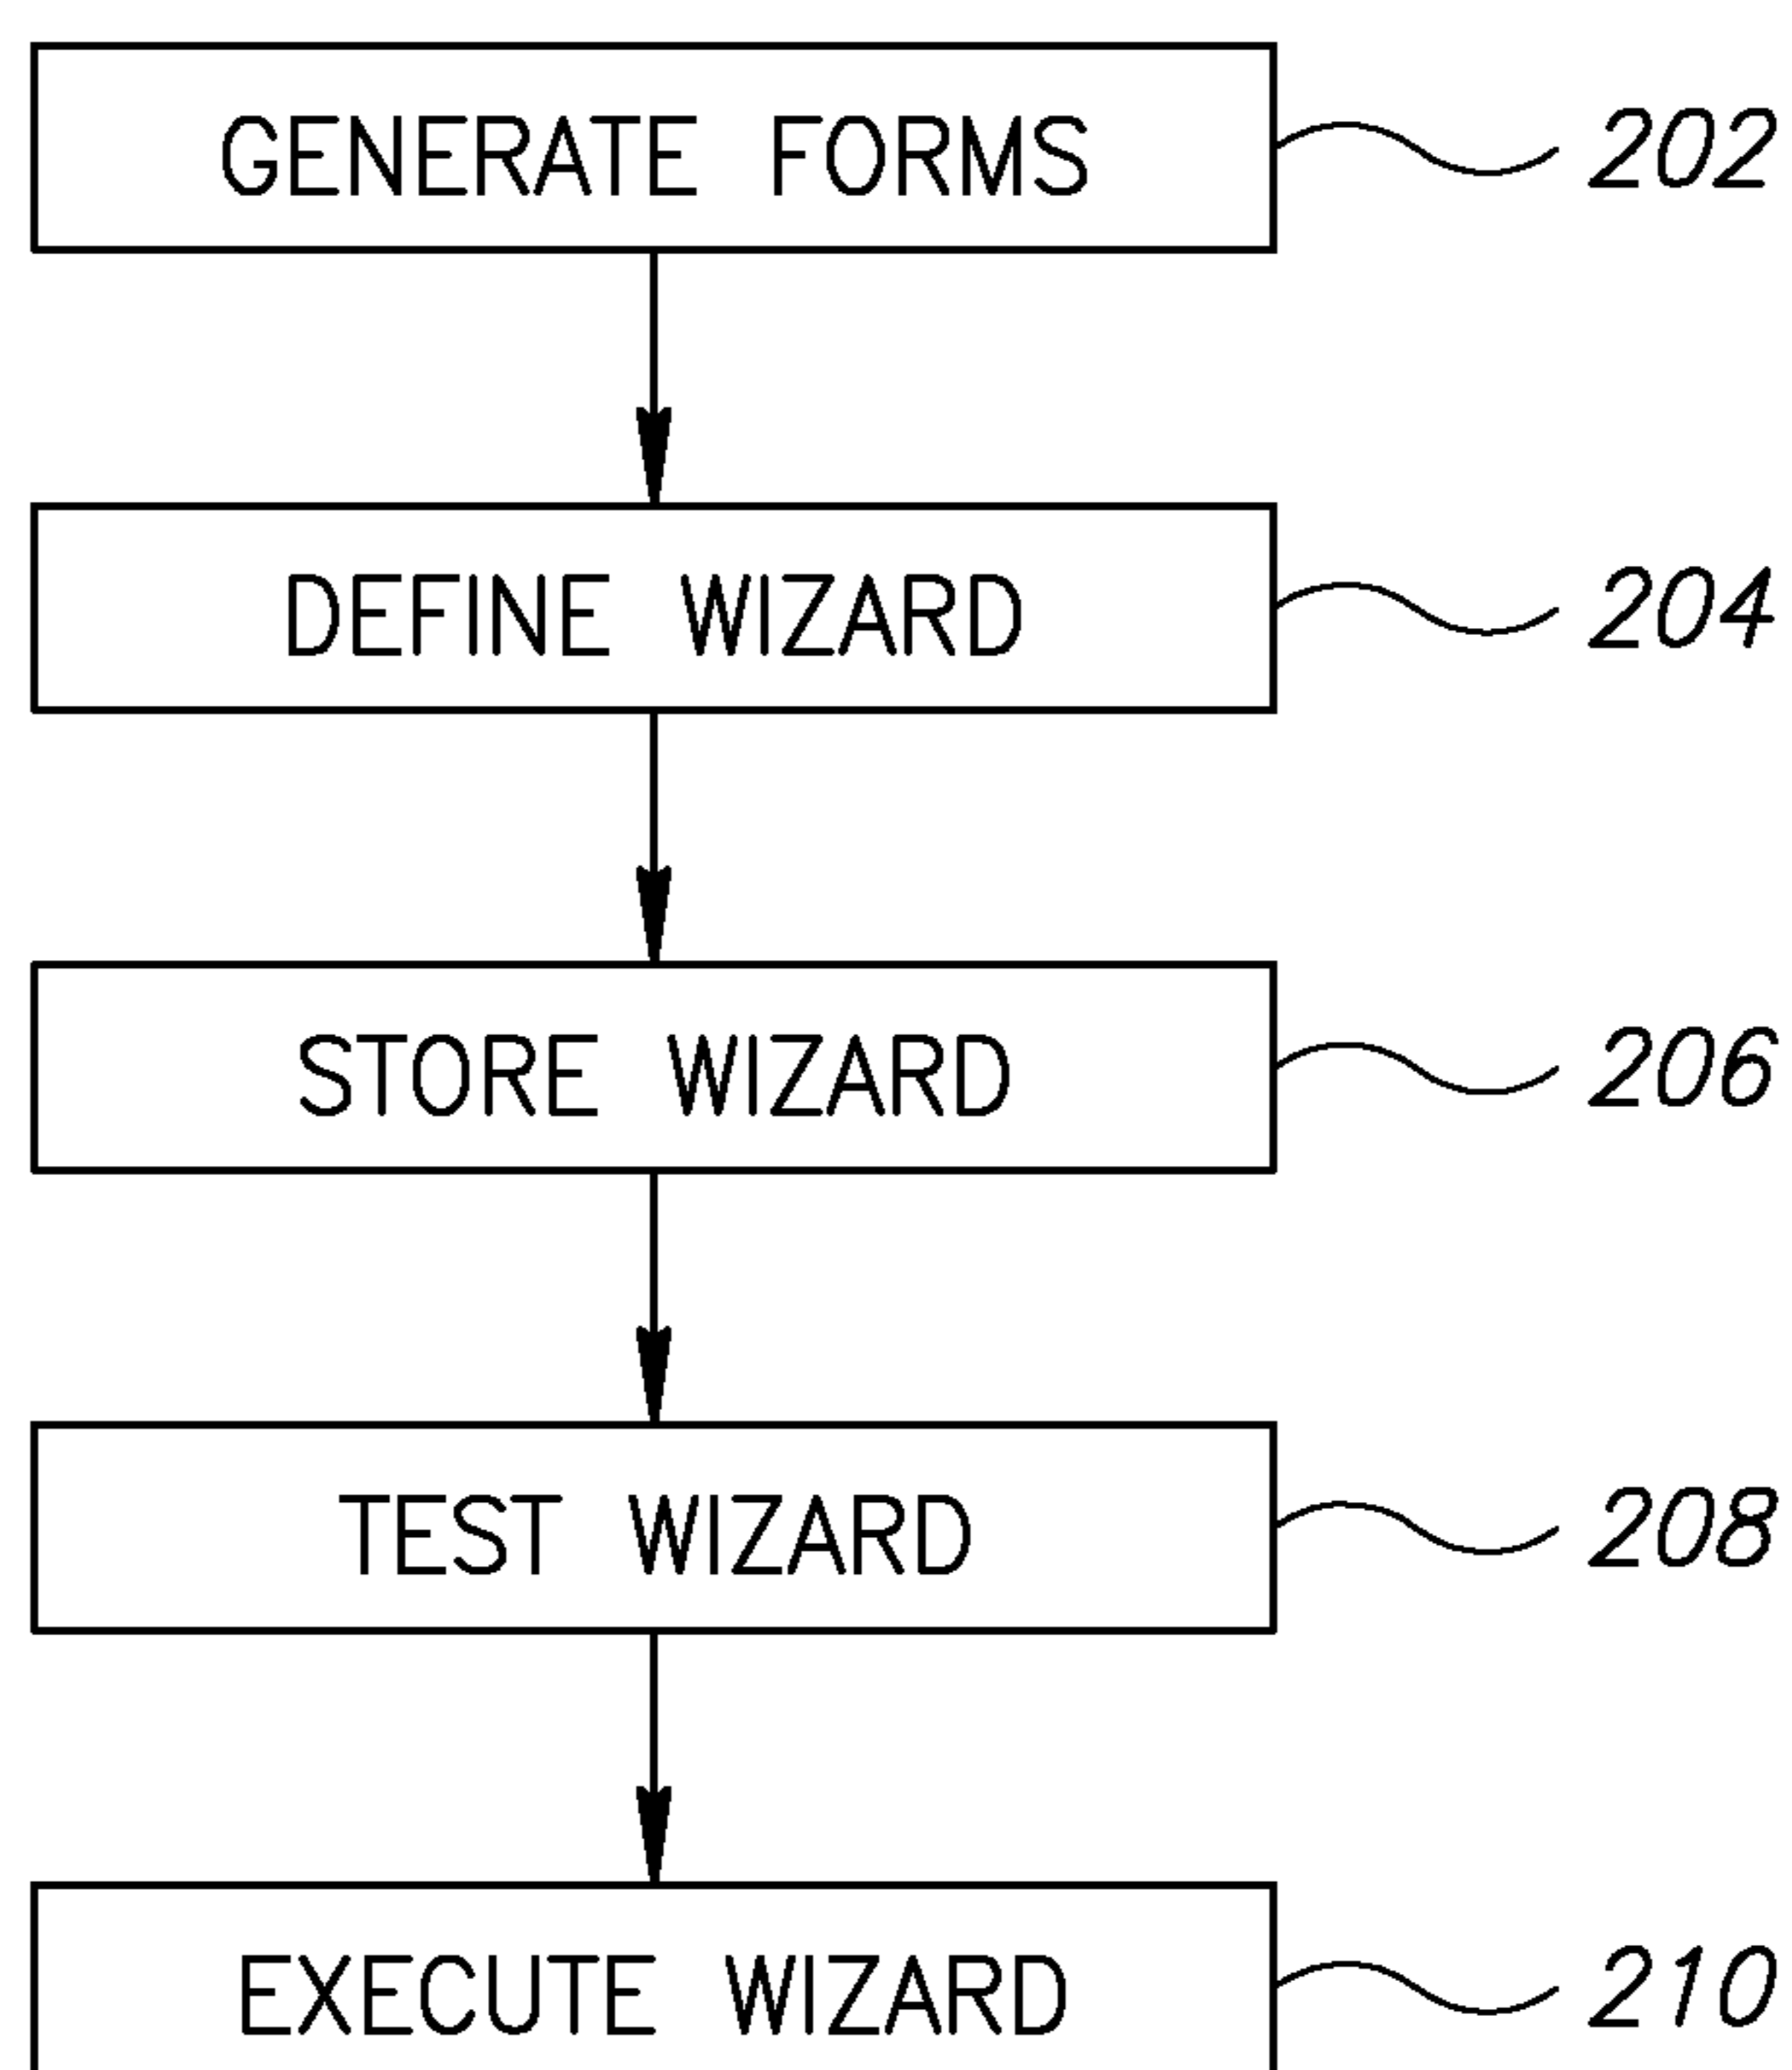 GENERATE FORMS 202
DEFINE WIZARD 204
STORE WIZARD 206
TEST WIZARD 208
EXECUTE WIZARD 210